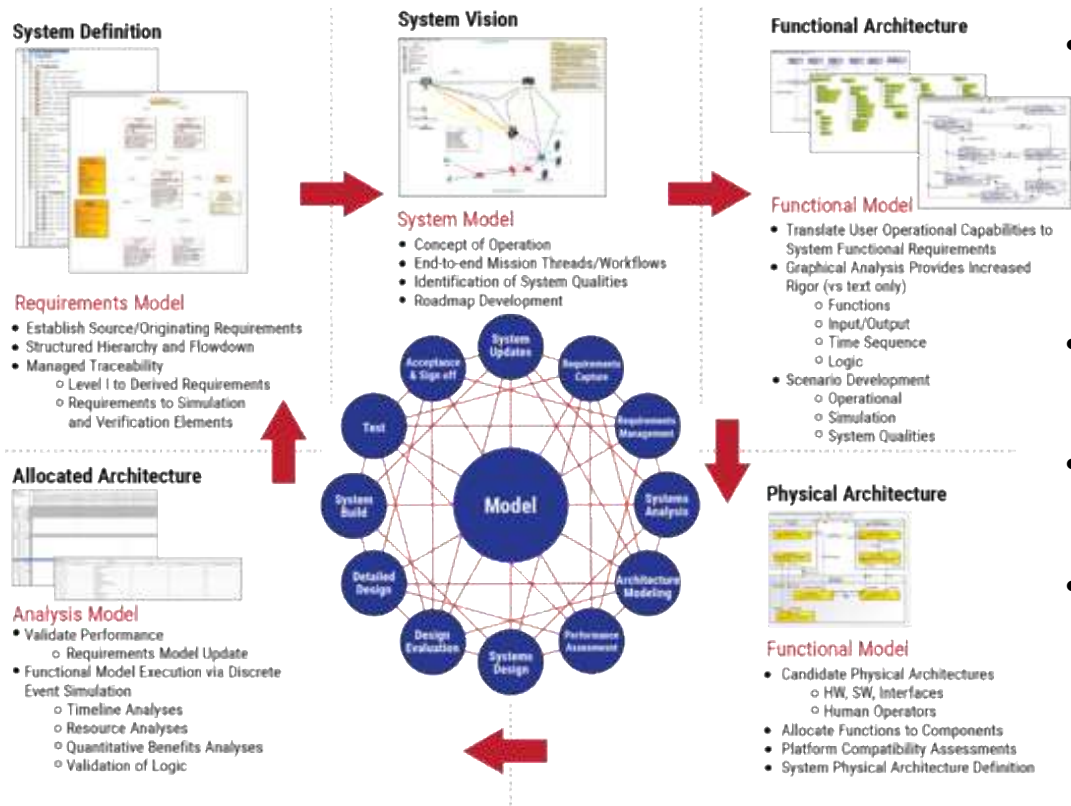 System Definition
Requirements Model
• Establish Source/Originating Requirements
• Structured Hierarchy and Flowdown
• Managed Traceability
○ Level I to Derived Requirements
○ Requirements to Simulation
and Verification Elements
System Vision
System Model
• Concept of Operation
• End-to-end Mission Threads/Workflows
• Identification of System Qualities
• Roadmap Development
Functional Architecture
Functional Model
• Translate User Operational Capabilities to
System Functional Requirements
• Graphical Analysis Provides Increased
Rigor (vs text only)
○ Functions
○ Input/Output
○ Time Sequence
○ Logic
• Scenario Development
○ Operational
○ Simulation
○ System Qualities
System
Updates
Requirements
Capture
Requirements
Management
Systems
Analysis
Architecture
Modeling
Performance
Assessment
Systems
Design
Design
Evaluation
Detailed
Design
System
Build
Test
Acceptance
& Sign off
Model
Allocated Architecture
Analysis Model
• Validate Performance
○ Requirements Model Update
• Functional Model Execution via Discrete
Event Simulation
○ Timeline Analyses
○ Resource Analyses
○ Quantitative Benefits Analyses
○ Validation of Logic
Physical Architecture
Functional Model
• Candidate Physical Architectures
○ HW, SW, Interfaces
○ Human Operators
• Allocate Functions to Components
• Platform Compatibility Assessments
• System Physical Architecture Definition